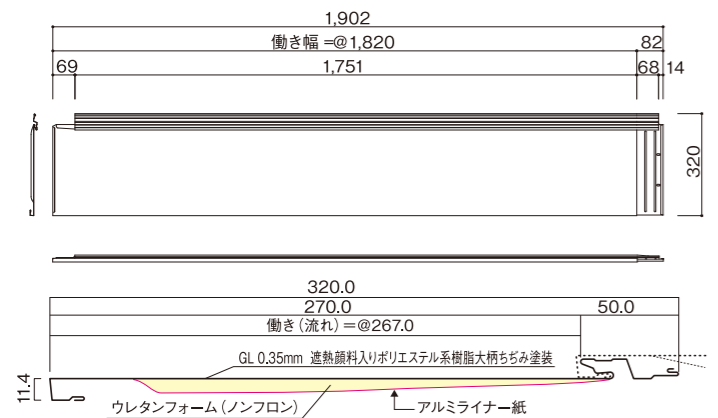 1,902
働き幅 =@1,820
82
69
1,751
68
14
320
320.0
270.0
50.0
働き(流れ)=@267.0
GL 0.35mm 遮熱顔料入りポリエステル系樹脂大柄ちぢみ塗装
11.4
ウレタンフォーム(ノンフロン)
アルミライナー紙